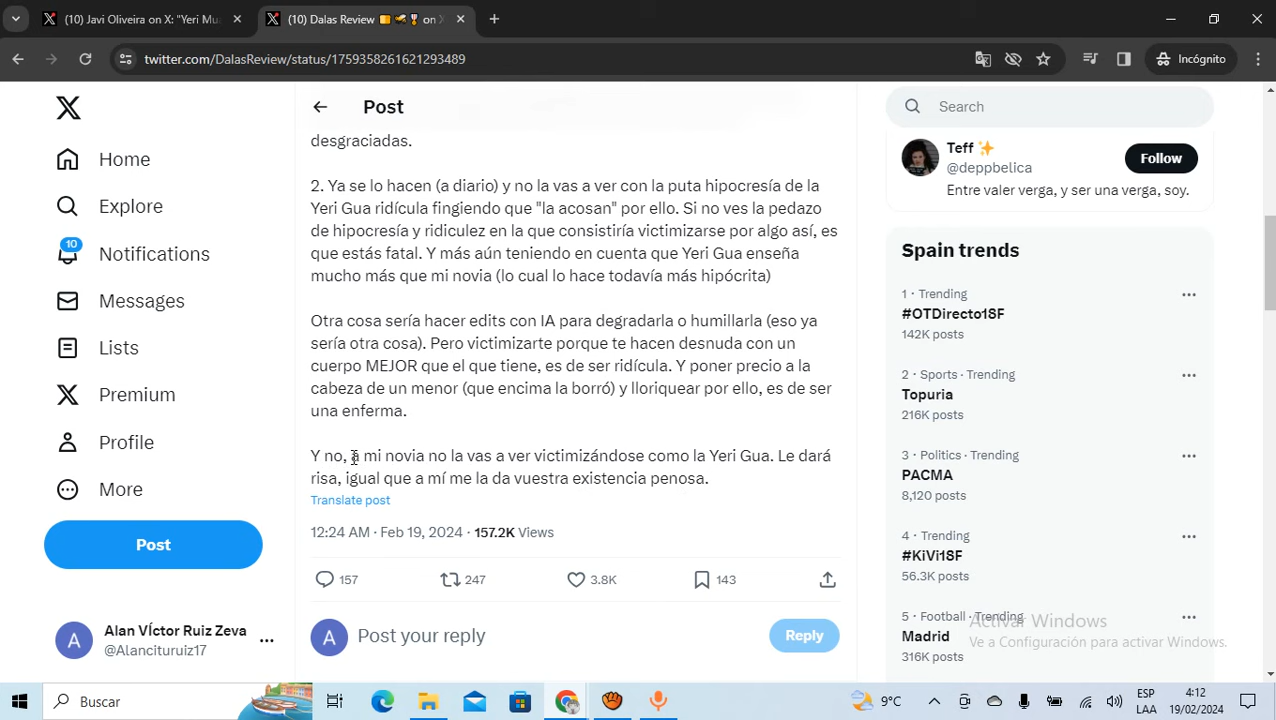 (10) Javi Oliveira on X: "Yeri Mu
(10) Dalas Review
on X
twitter.com/DalasReview/status/1759358261621293489
Incógnito
Home
Explore
10
Notifications
Messages
Lists
Premium
Profile
More
Post
Alan VÍctor Ruiz Zeva
@Alancituruiz17
Post
desgraciadas.
2. Ya se lo hacen (a diario) y no la vas a ver con la puta hipocresía de la
Yeri Gua ridícula fingiendo que "la acosan" por ello. Si no ves la pedazo
de hipocresía y ridiculez en la que consistiría victimizarse por algo así, es
que estás fatal. Y más aún teniendo en cuenta que Yeri Gua enseña
mucho más que mi novia (lo cual lo hace todavía más hipócrita)
Otra cosa sería hacer edits con IA para degradarla o humillarla (eso ya
sería otra cosa). Pero victimizarte porque te hacen desnuda con un
cuerpo MEJOR que el que tiene, es de ser ridícula. Y poner precio a la
cabeza de un menor (que encima la borró) y lloriquear por ello, es de ser
una enferma.
Y no, a mi novia no la vas a ver victimizándose como la Yeri Gua. Le dará
risa, igual que a mí me la da vuestra existencia penosa.
Translate post
12:24 AM · Feb 19, 2024 · 157.2K Views
157
247
3.8K
143
Post your reply
Reply
Search
Teff
@deppbelica
Follow
Entre valer verga, y ser una verga, soy.
Spain trends
1 · Trending
#OTDirecto18F
142K posts
2 · Sports · Trending
Topuria
216K posts
3 · Politics · Trending
PACMA
8,120 posts
4 · Trending
#KiVi18F
56.3K posts
5 · Football · Trending
Madrid
316K posts
Activar Windows
Ve a Configuración para activar Windows.
Buscar
9°C
ESP
LAA
4:12
19/02/2024